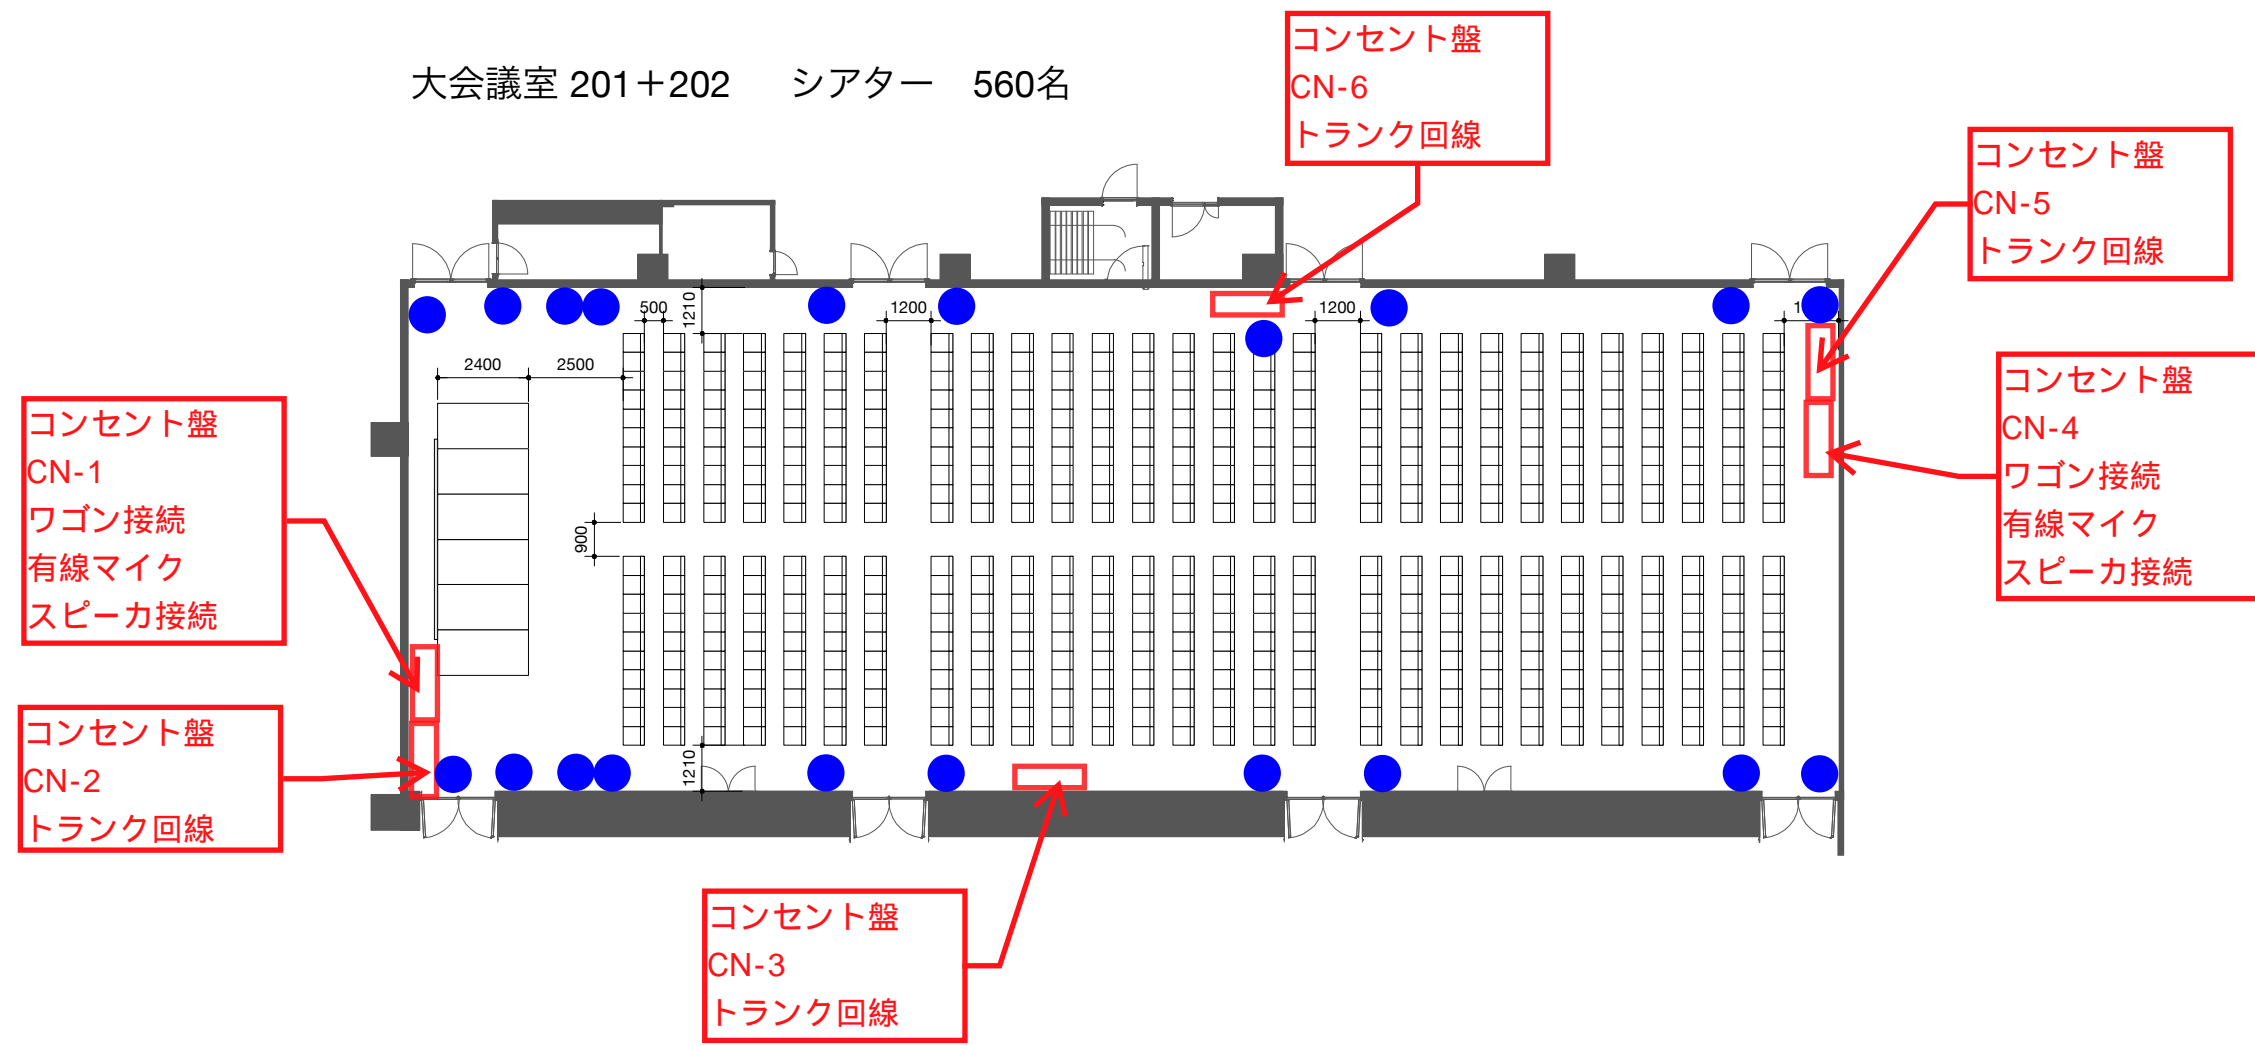 大会議室 201＋202　シアター　560名
コンセント盤
CN-6
トランク回線
コンセント盤
CN-5
トランク回線
コンセント盤
CN-4
ワゴン接続
有線マイク
スピーカ接続
500
1210
1200
1200
2400
2500
900
1210
コンセント盤
CN-1
ワゴン接続
有線マイク
スピーカ接続
コンセント盤
CN-2
トランク回線
コンセント盤
CN-3
トランク回線